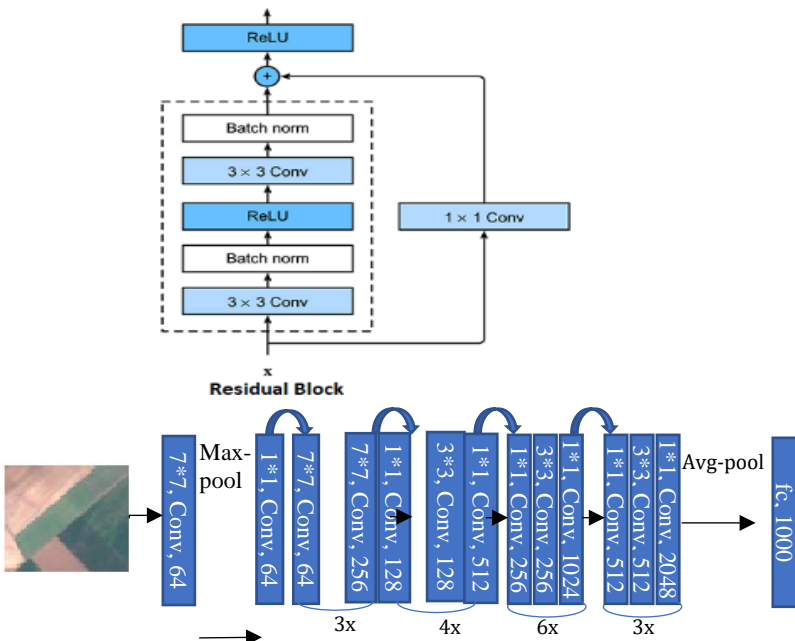 ReLU
+
Batch norm
3 × 3 Conv
ReLU
1 × 1 Conv
Batch norm
3 × 3 Conv
x
Residual Block
7*7, Conv, 64
Max-
pool
1*1, Conv, 64
7*7, Conv, 64
7*7, Conv, 256
1*1, Conv, 128
3*3, Conv, 128
1*1, Conv, 512
1*1, Conv, 256
3*3, Conv, 256
1*1, Conv, 1024
1*1, Conv, 512
3*3, Conv, 512
1*1, Conv, 2048
Avg-pool
fc, 1000
3x
4x
6x
3x